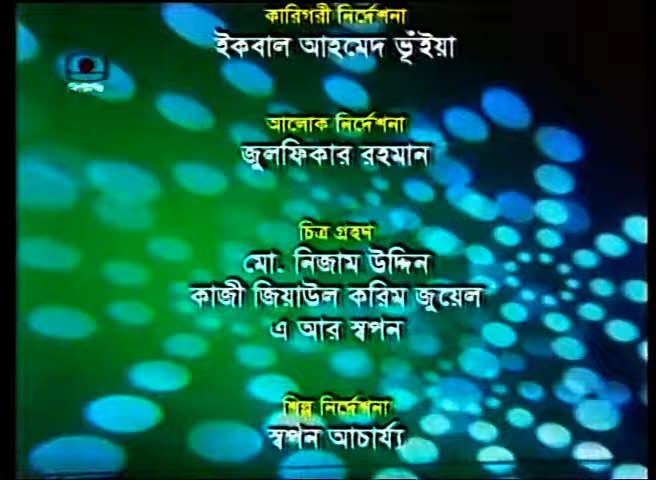 কারিগরী নির্দেশনা
ইকবাল আহমেদ ভূঁইয়া
আলোক নির্দেশনা
জুলফিকার রহমান
চিত্র গ্রহণ
মো. নিজাম উদ্দিন
কাজী জিয়াউল করিম জুয়েল
এ আর স্বপন
শিল্প নির্দেশনা
স্বপন আচার্য্য